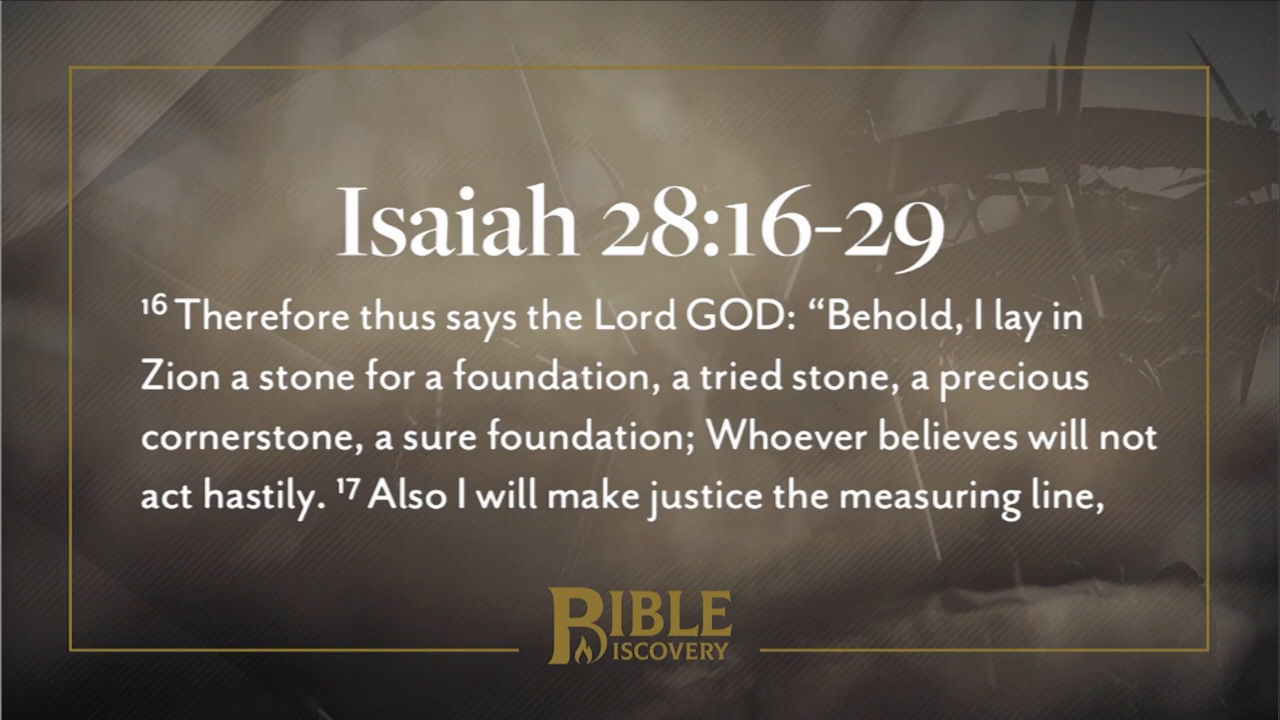 Isaiah 28:16-29
¹⁶ Therefore thus says the Lord GOD: “Behold, I lay in
Zion a stone for a foundation, a tried stone, a precious
cornerstone, a sure foundation; Whoever believes will not
act hastily. ¹⁷ Also I will make justice the measuring line,
BIBLE
DISCOVERY